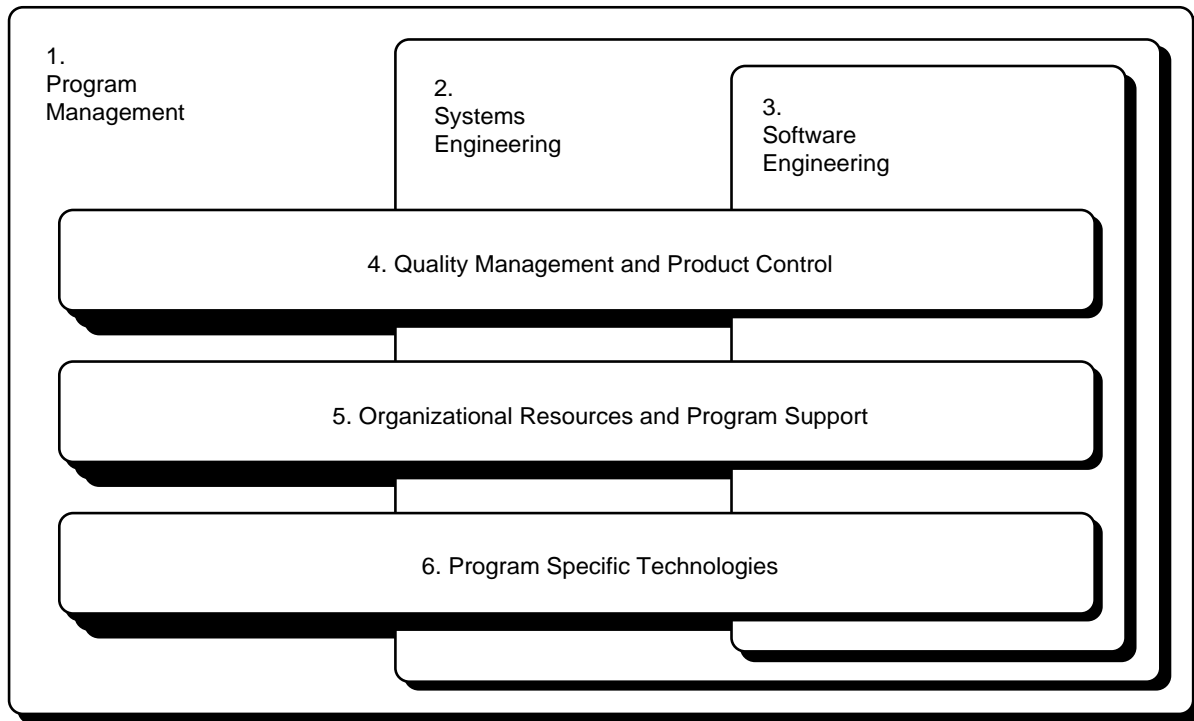 1.
Program
Management
2.
Systems
Engineering
3.
Software
Engineering
4. Quality Management and Product Control
5. Organizational Resources and Program Support
6. Program Specific Technologies